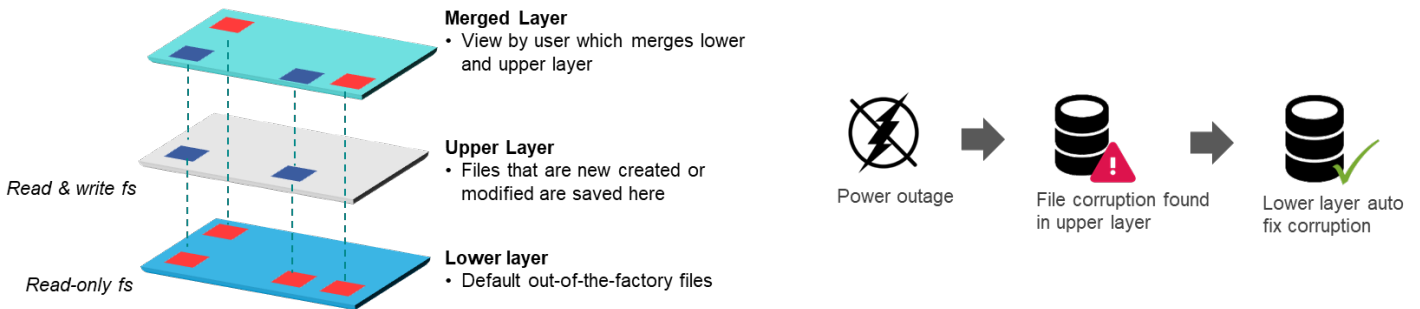 Merged Layer
• View by user which merges lower
and upper layer
Upper Layer
• Files that are new created or
modified are saved here
Read & write fs
Lower layer
• Default out-of-the-factory files
Read-only fs
Power outage
File corruption found
in upper layer
Lower layer auto
fix corruption